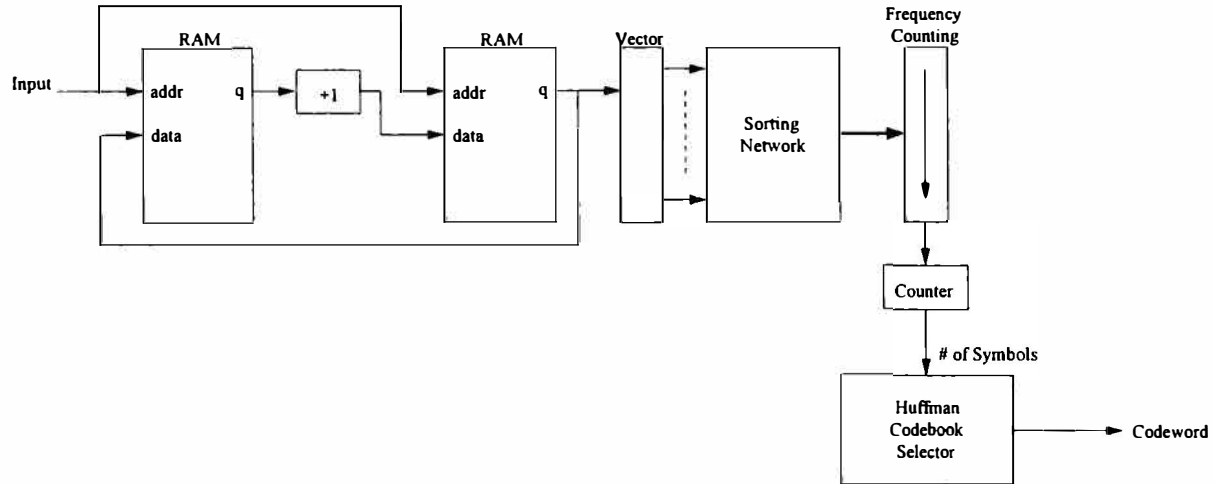 Frequency
Counting
RAM
RAM
Vector
Input
addr
q
+1
addr
q
data
data
Sorting
Network
Counter
# of Symbols
Huffman
Codebook
Selector
Codeword